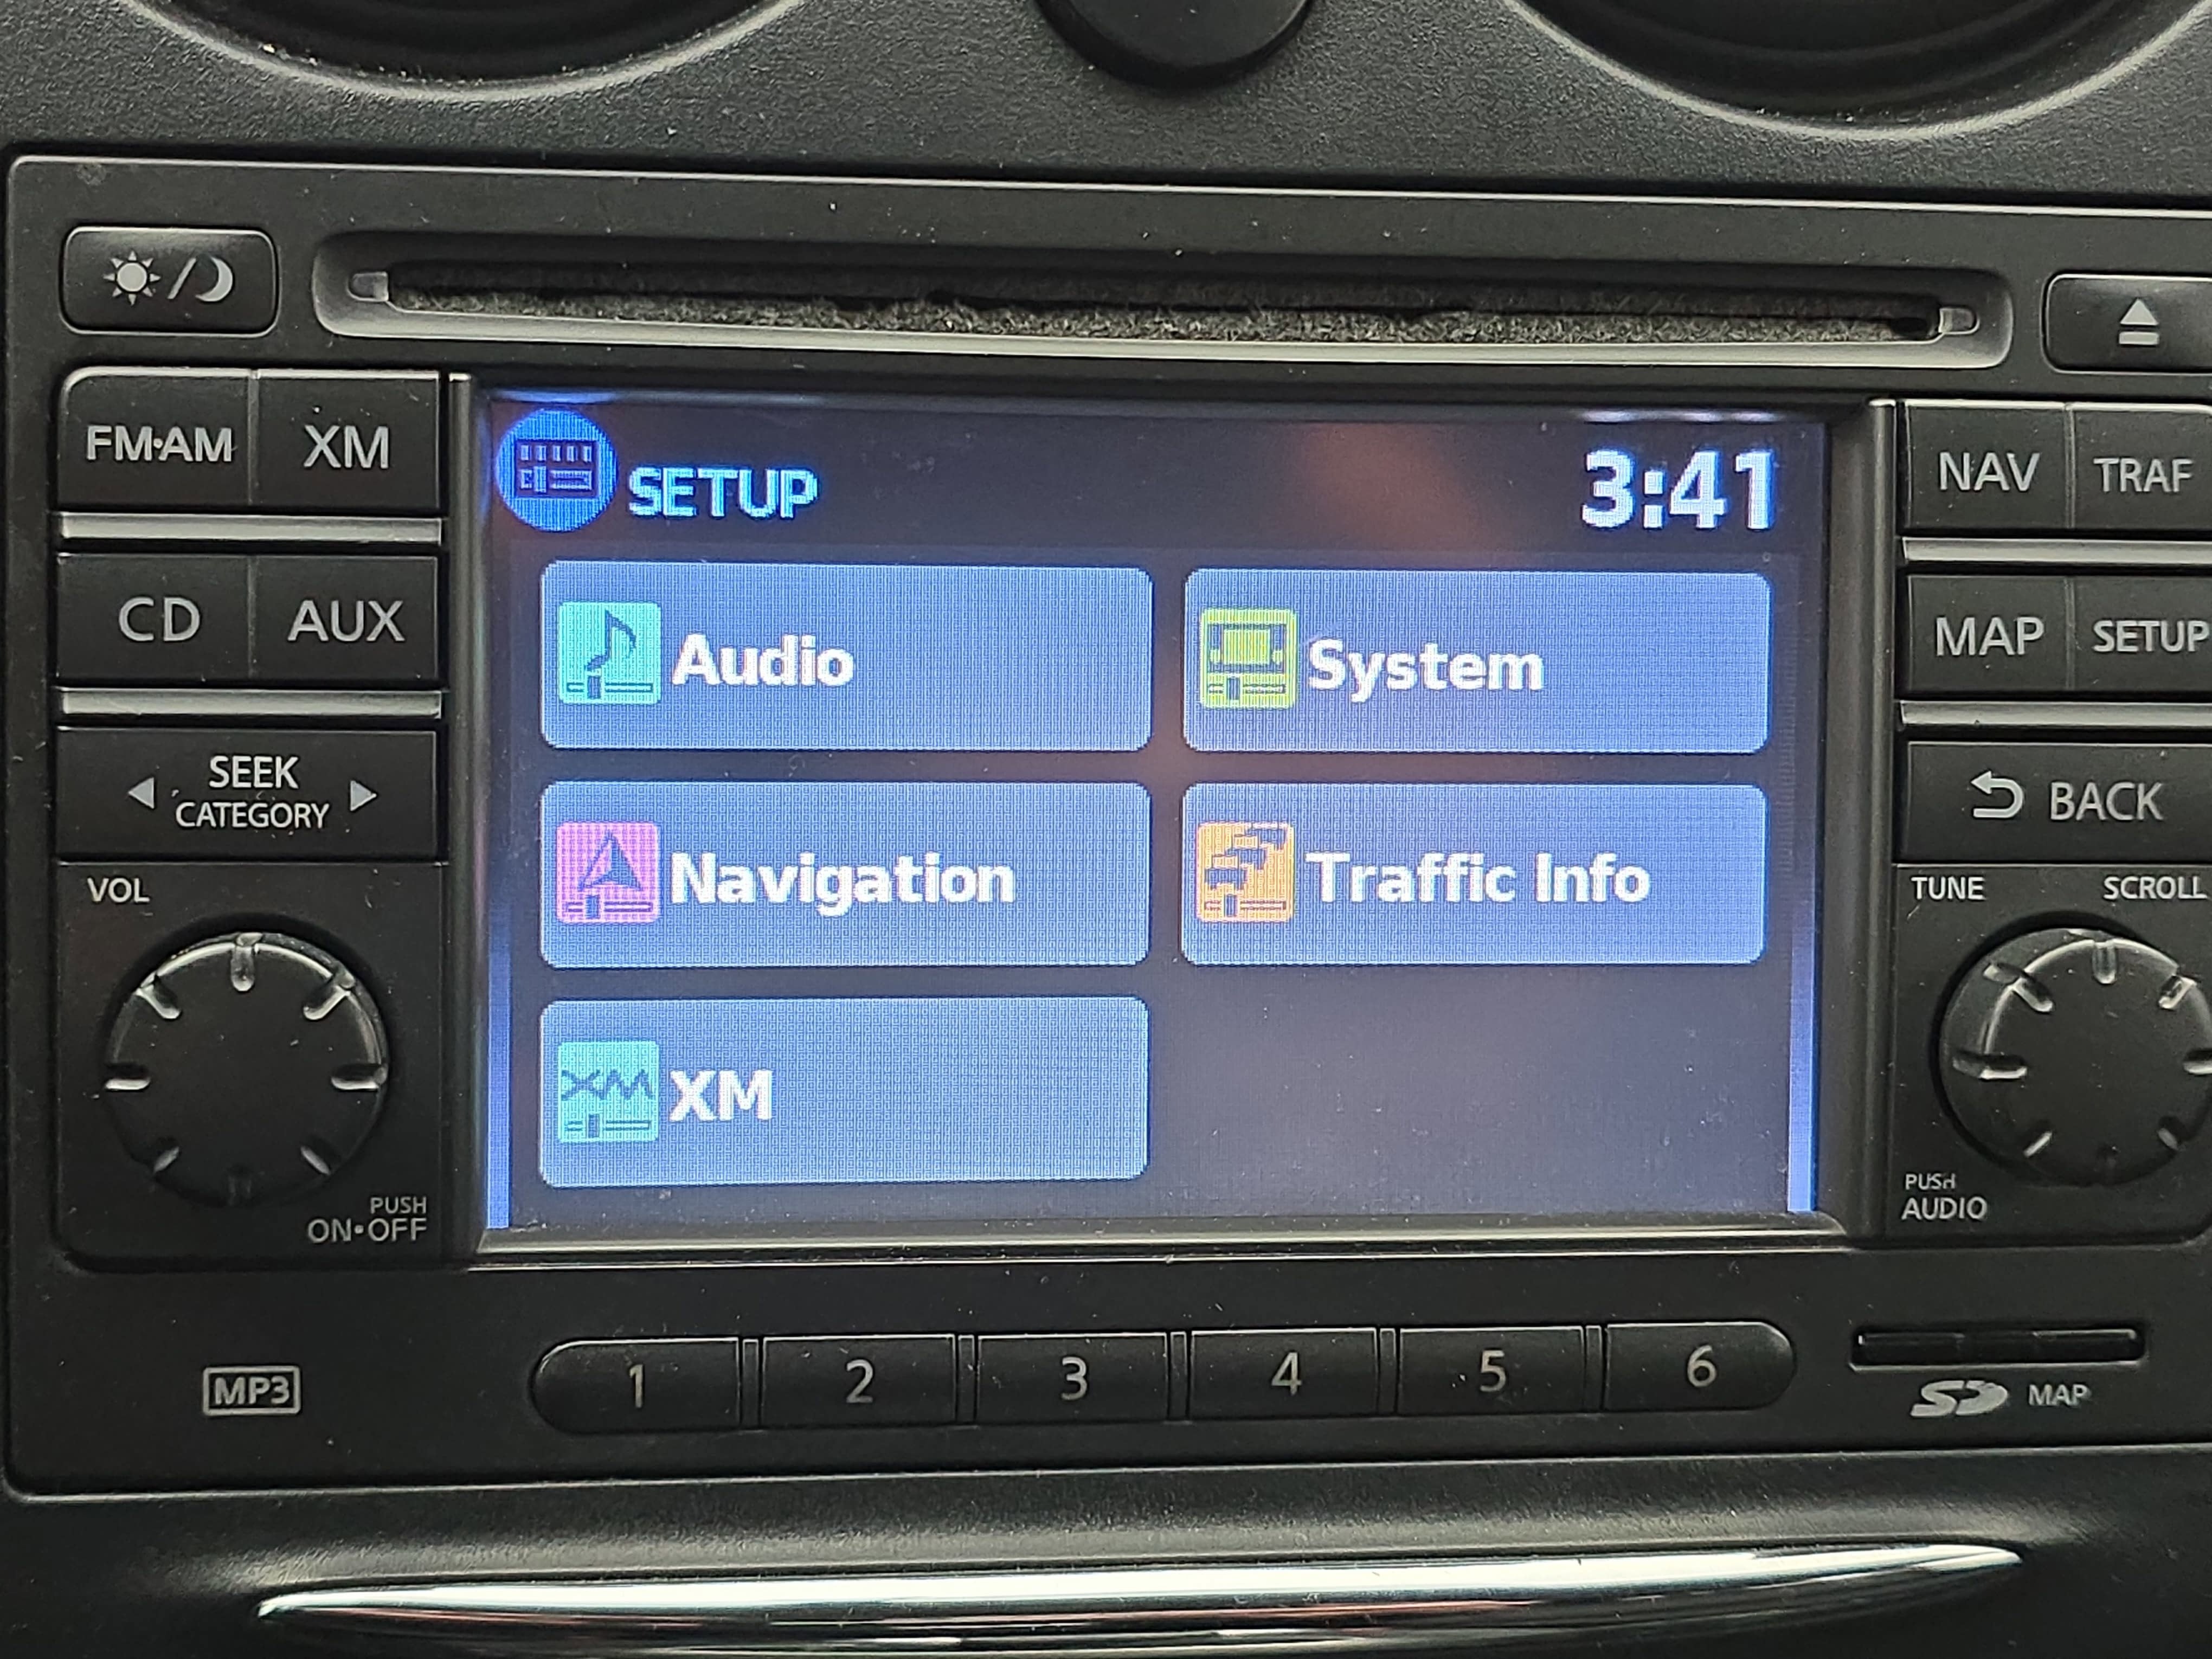 FM·AM XM
CD AUX
SEEK
CATEGORY
VOL
PUSH
ON•OFF
SETUP 3:41
Audio System
Navigation Traffic Info
XM XM
NAV TRAF
MAP SETUP
BACK
TUNE SCROLL
PUSH
AUDIO
MP3
1 2 3 4 5 6
SD MAP